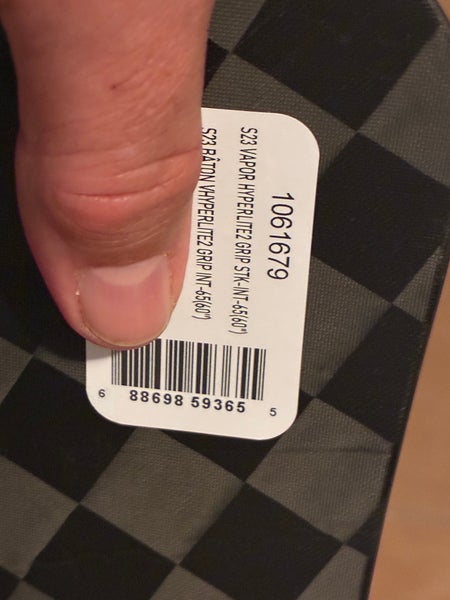 1061679
S23 VAPOR HYPERLITE2 GRIP STK-INT-65(60")
S23 BÂTON VHYPERLITE2 GRIP INT-65(60")
6 88698 59365 5